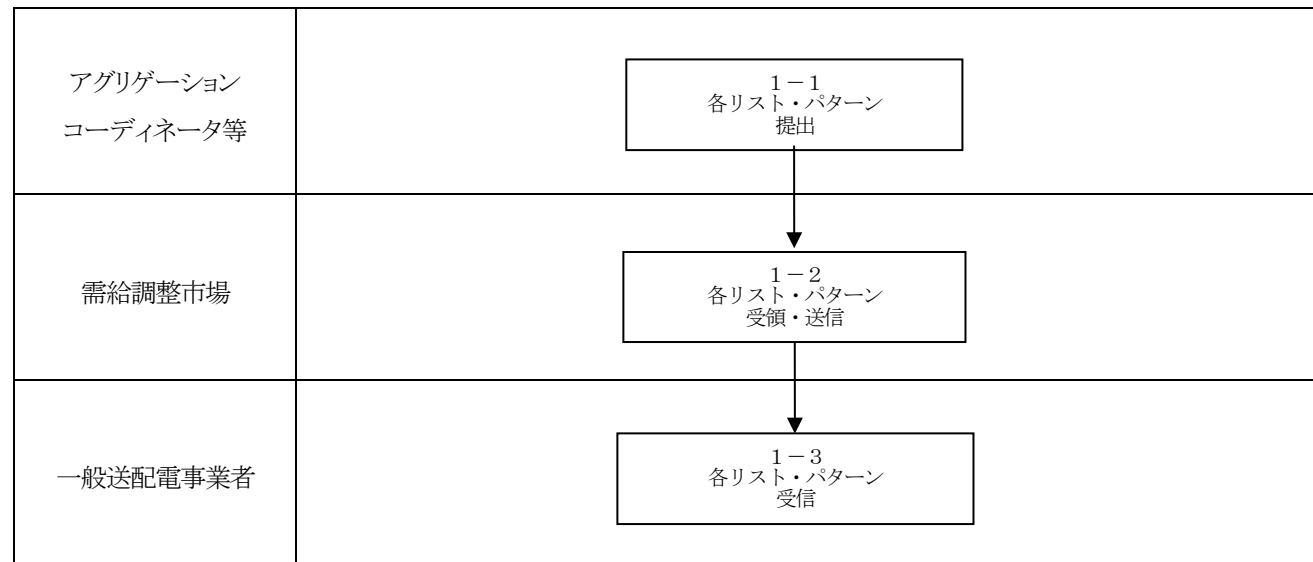 アグリゲーション
コーディネータ等
１－１
各リスト・パターン
提出
需給調整市場
１－２
各リスト・パターン
受領・送信
一般送配電事業者
１－３
各リスト・パターン
受信